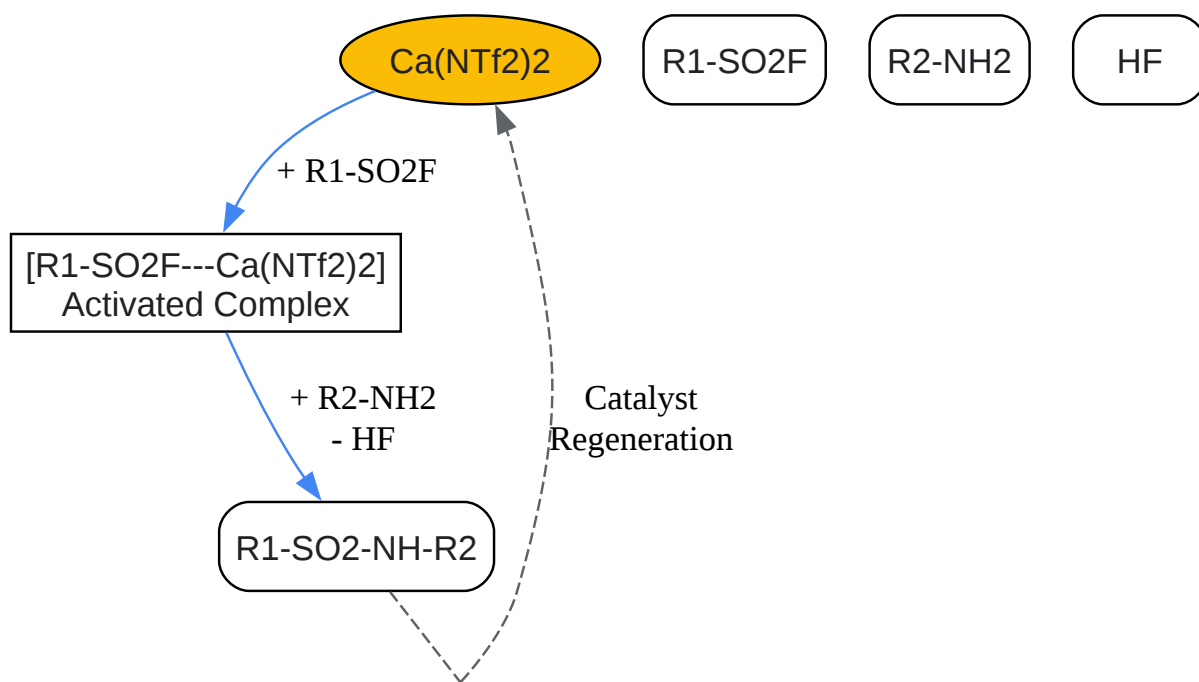 Ca(NTf2)2
R1-SO2F
R2-NH2
HF
+ R1-SO2F
[R1-SO2F---Ca(NTf2)2]
Activated Complex
+ R2-NH2
- HF
Catalyst
Regeneration
R1-SO2-NH-R2